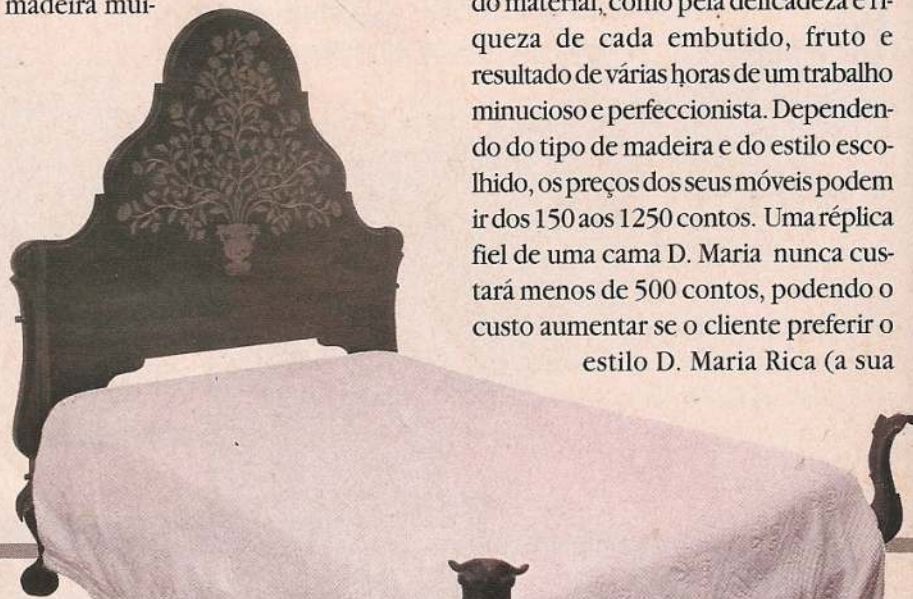 madeira mui-
do material, como pela delicadeza e ri-
queza de cada embutido, fruto e
resultado de várias horas de um trabalho
minucioso e perfeccionista. Dependen-
do do tipo de madeira e do estilo esco-
lhido, os preços dos seus móveis podem
ir dos 150 aos 1250 contos. Uma réplica
fiel de uma cama D. Maria nunca cus-
tará menos de 500 contos, podendo o
custo aumentar se o cliente preferir o
estilo D. Maria Rica (a sua